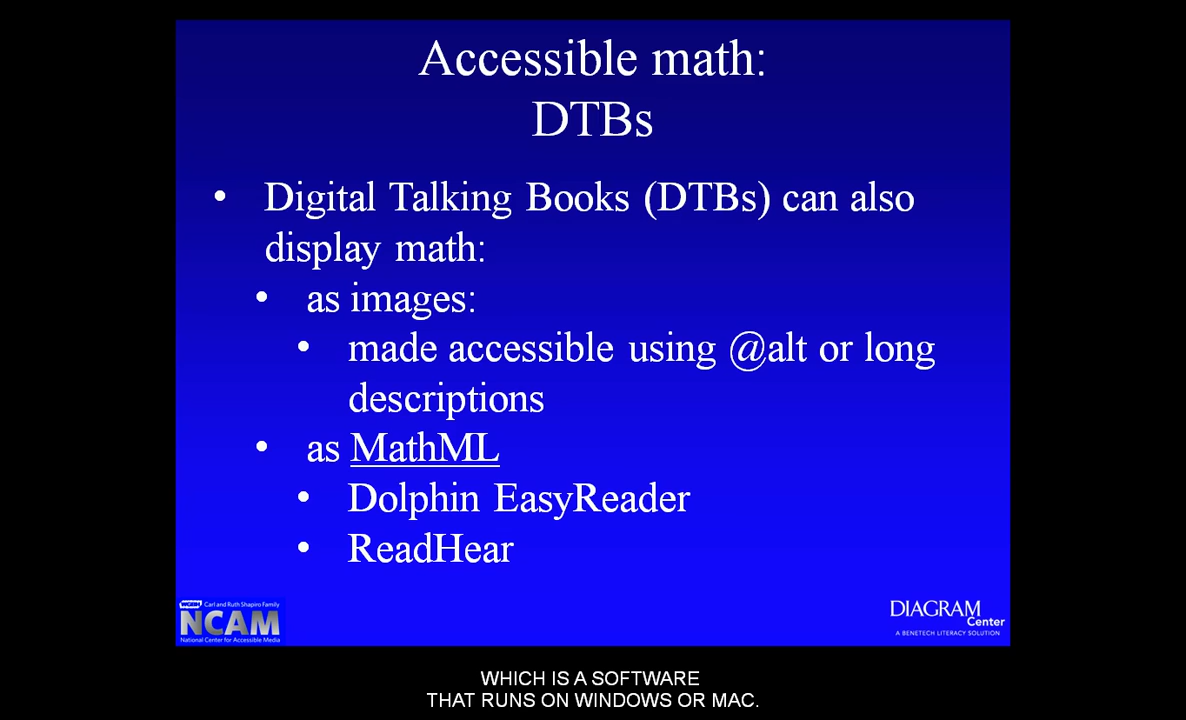 Accessible math:
DTBs
• Digital Talking Books (DTBs) can also
display math:
• as images:
• made accessible using @alt or long
descriptions
• as MathML
• Dolphin EasyReader
• ReadHear
WGBH Carl and Ruth Shapiro Family
NCAM
National Center for Accessible Media
DIAGRAM
Center
A BENETECH LITERACY SOLUTION
WHICH IS A SOFTWARE
THAT RUNS ON WINDOWS OR MAC.